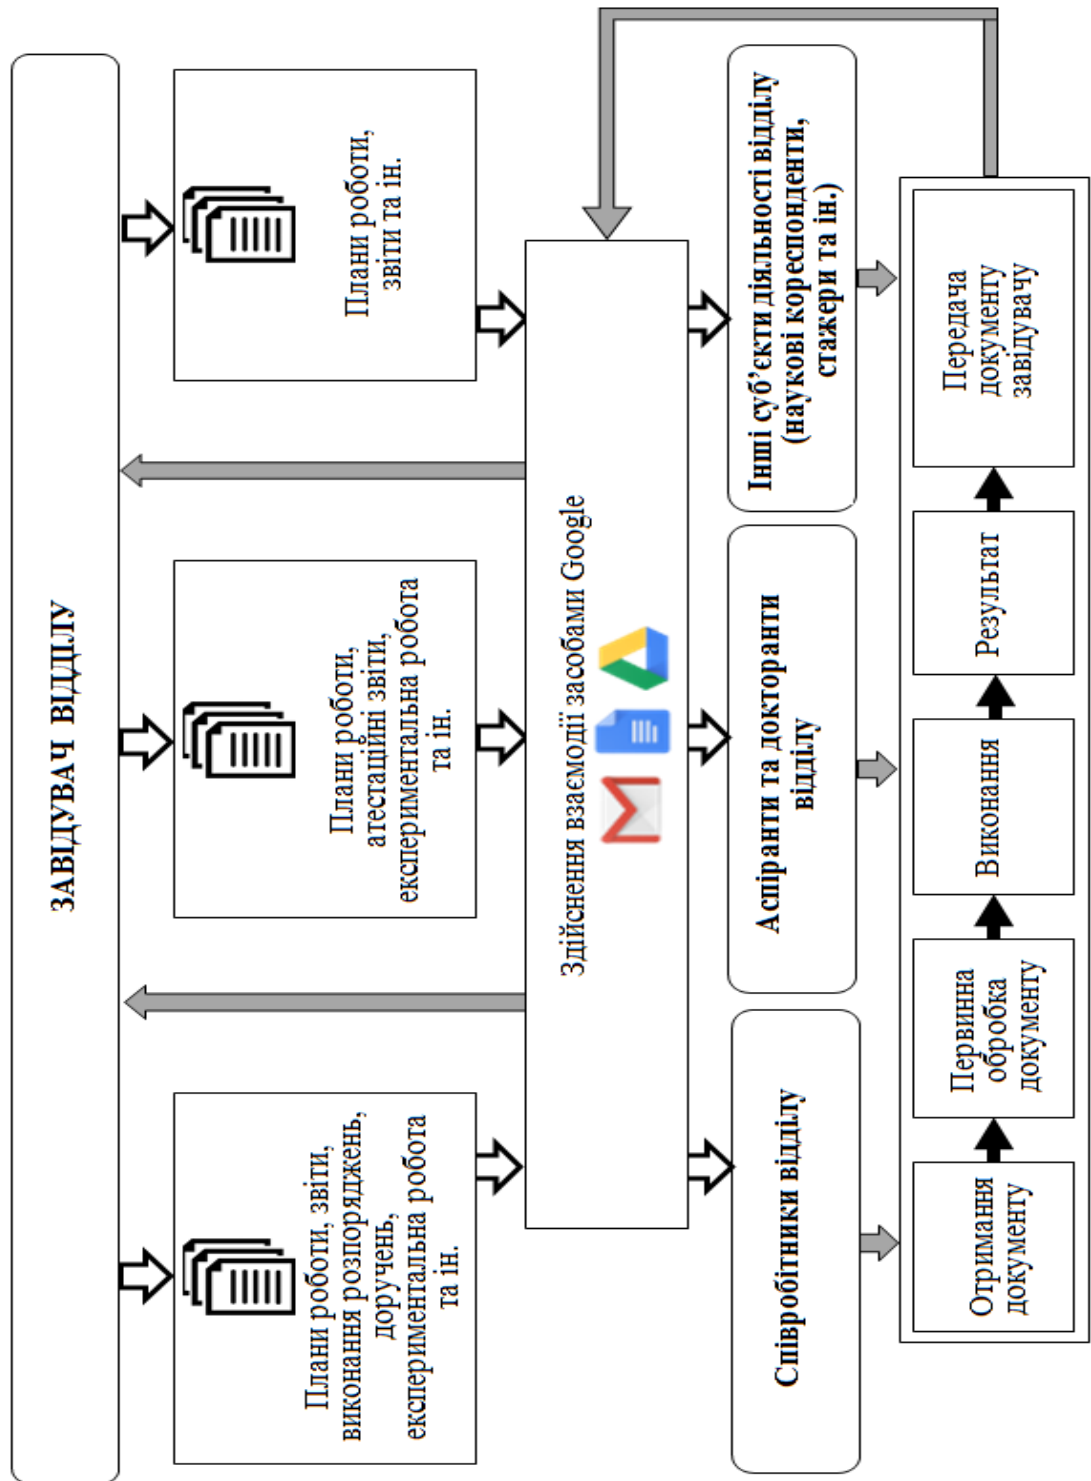 ЗАВІДУВАЧ ВІДДІЛУ
Плани роботи, звіти,
виконання розпоряджень,
доручень,
експериментальна робота
та ін.
Плани роботи,
атестаційні звіти,
експериментальна робота
та ін.
Плани роботи,
звіти та ін.
Здійснення взаємодії засобами Google
Співробітники відділу
Аспіранти та докторанти
відділу
Інші суб’єкти діяльності відділу
(наукові кореспонденти,
стажери та ін.)
Отримання
документу
Первинна
обробка
документу
Виконання
Результат
Передача
документу
завідувачу